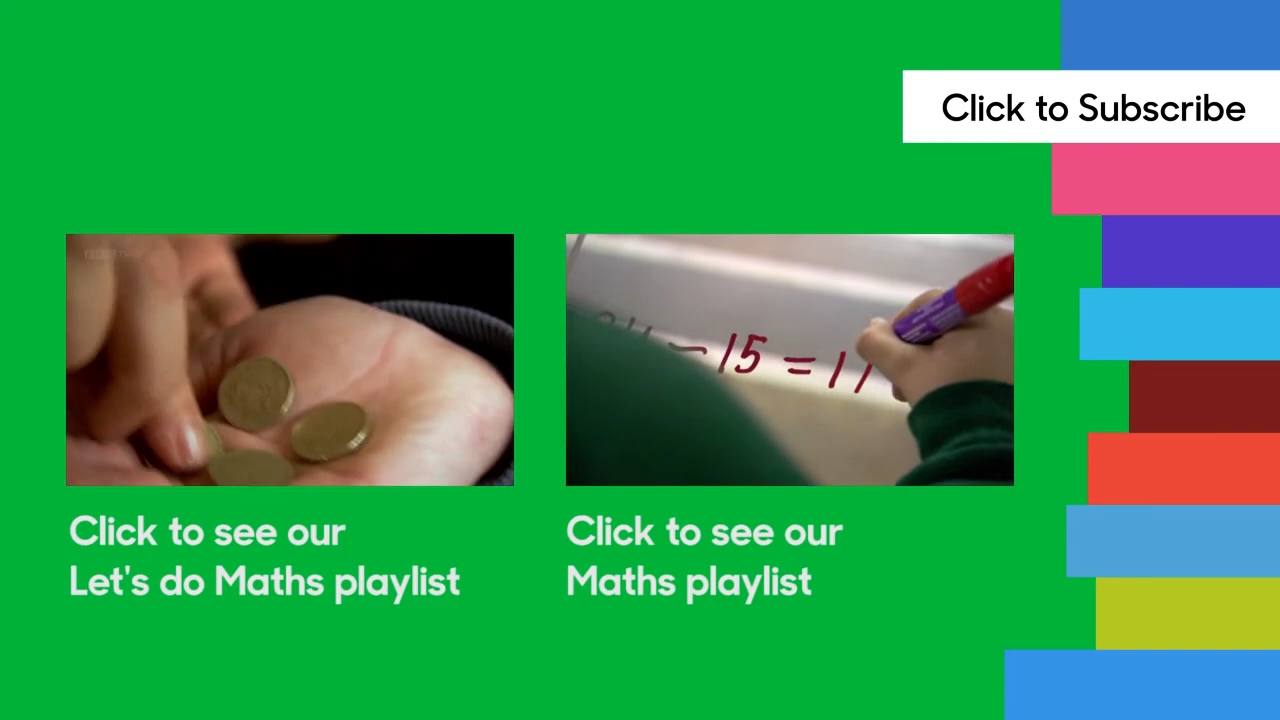 Click to Subscribe
– 15 = 11
Click to see our
Let's do Maths playlist
Click to see our
Maths playlist